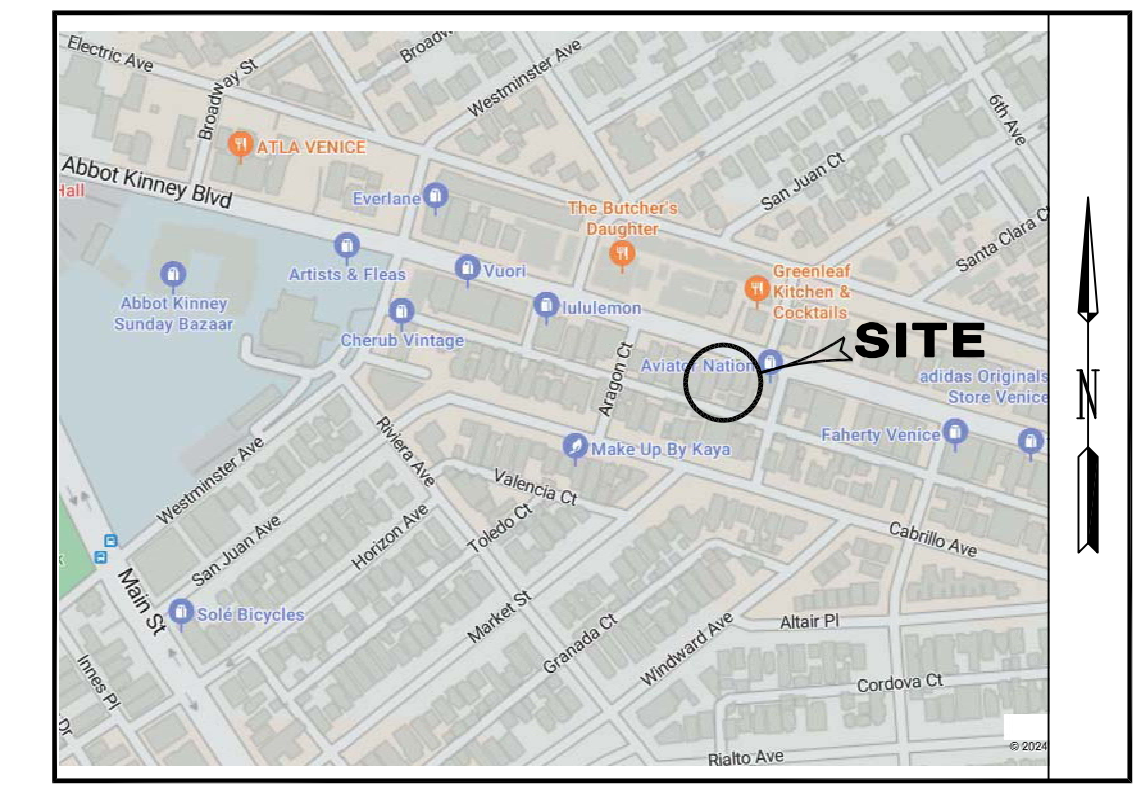 Electric Ave
Broadway St
Westminster Ave
6th Ave
ATLA VENICE
Abbot Kinney Blvd
Hall
Everlane
San Juan Ct
The Butcher's
Daughter
Santa Clara Ct
Artists & Fleas
Vuori
Greenleaf
Kitchen &
Cocktails
Abbot Kinney
Sunday Bazaar
lululemon
Cherub Vintage
SITE
Aviator Nation
Aragon Ct
adidas Originals
Store Venice
N
Riviera Ave
Make Up By Kaya
Faherty Venice
Westminster Ave
Valencia Ct
San Juan Ave
Horizon Ave
Toledo Ct
Cabrillo Ave
Main St
Solé Bicycles
Market St
Granada Ct
Windward Ave
Altair Pl
Innes Pl
Cordova Ct
Rialto Ave
© 2024